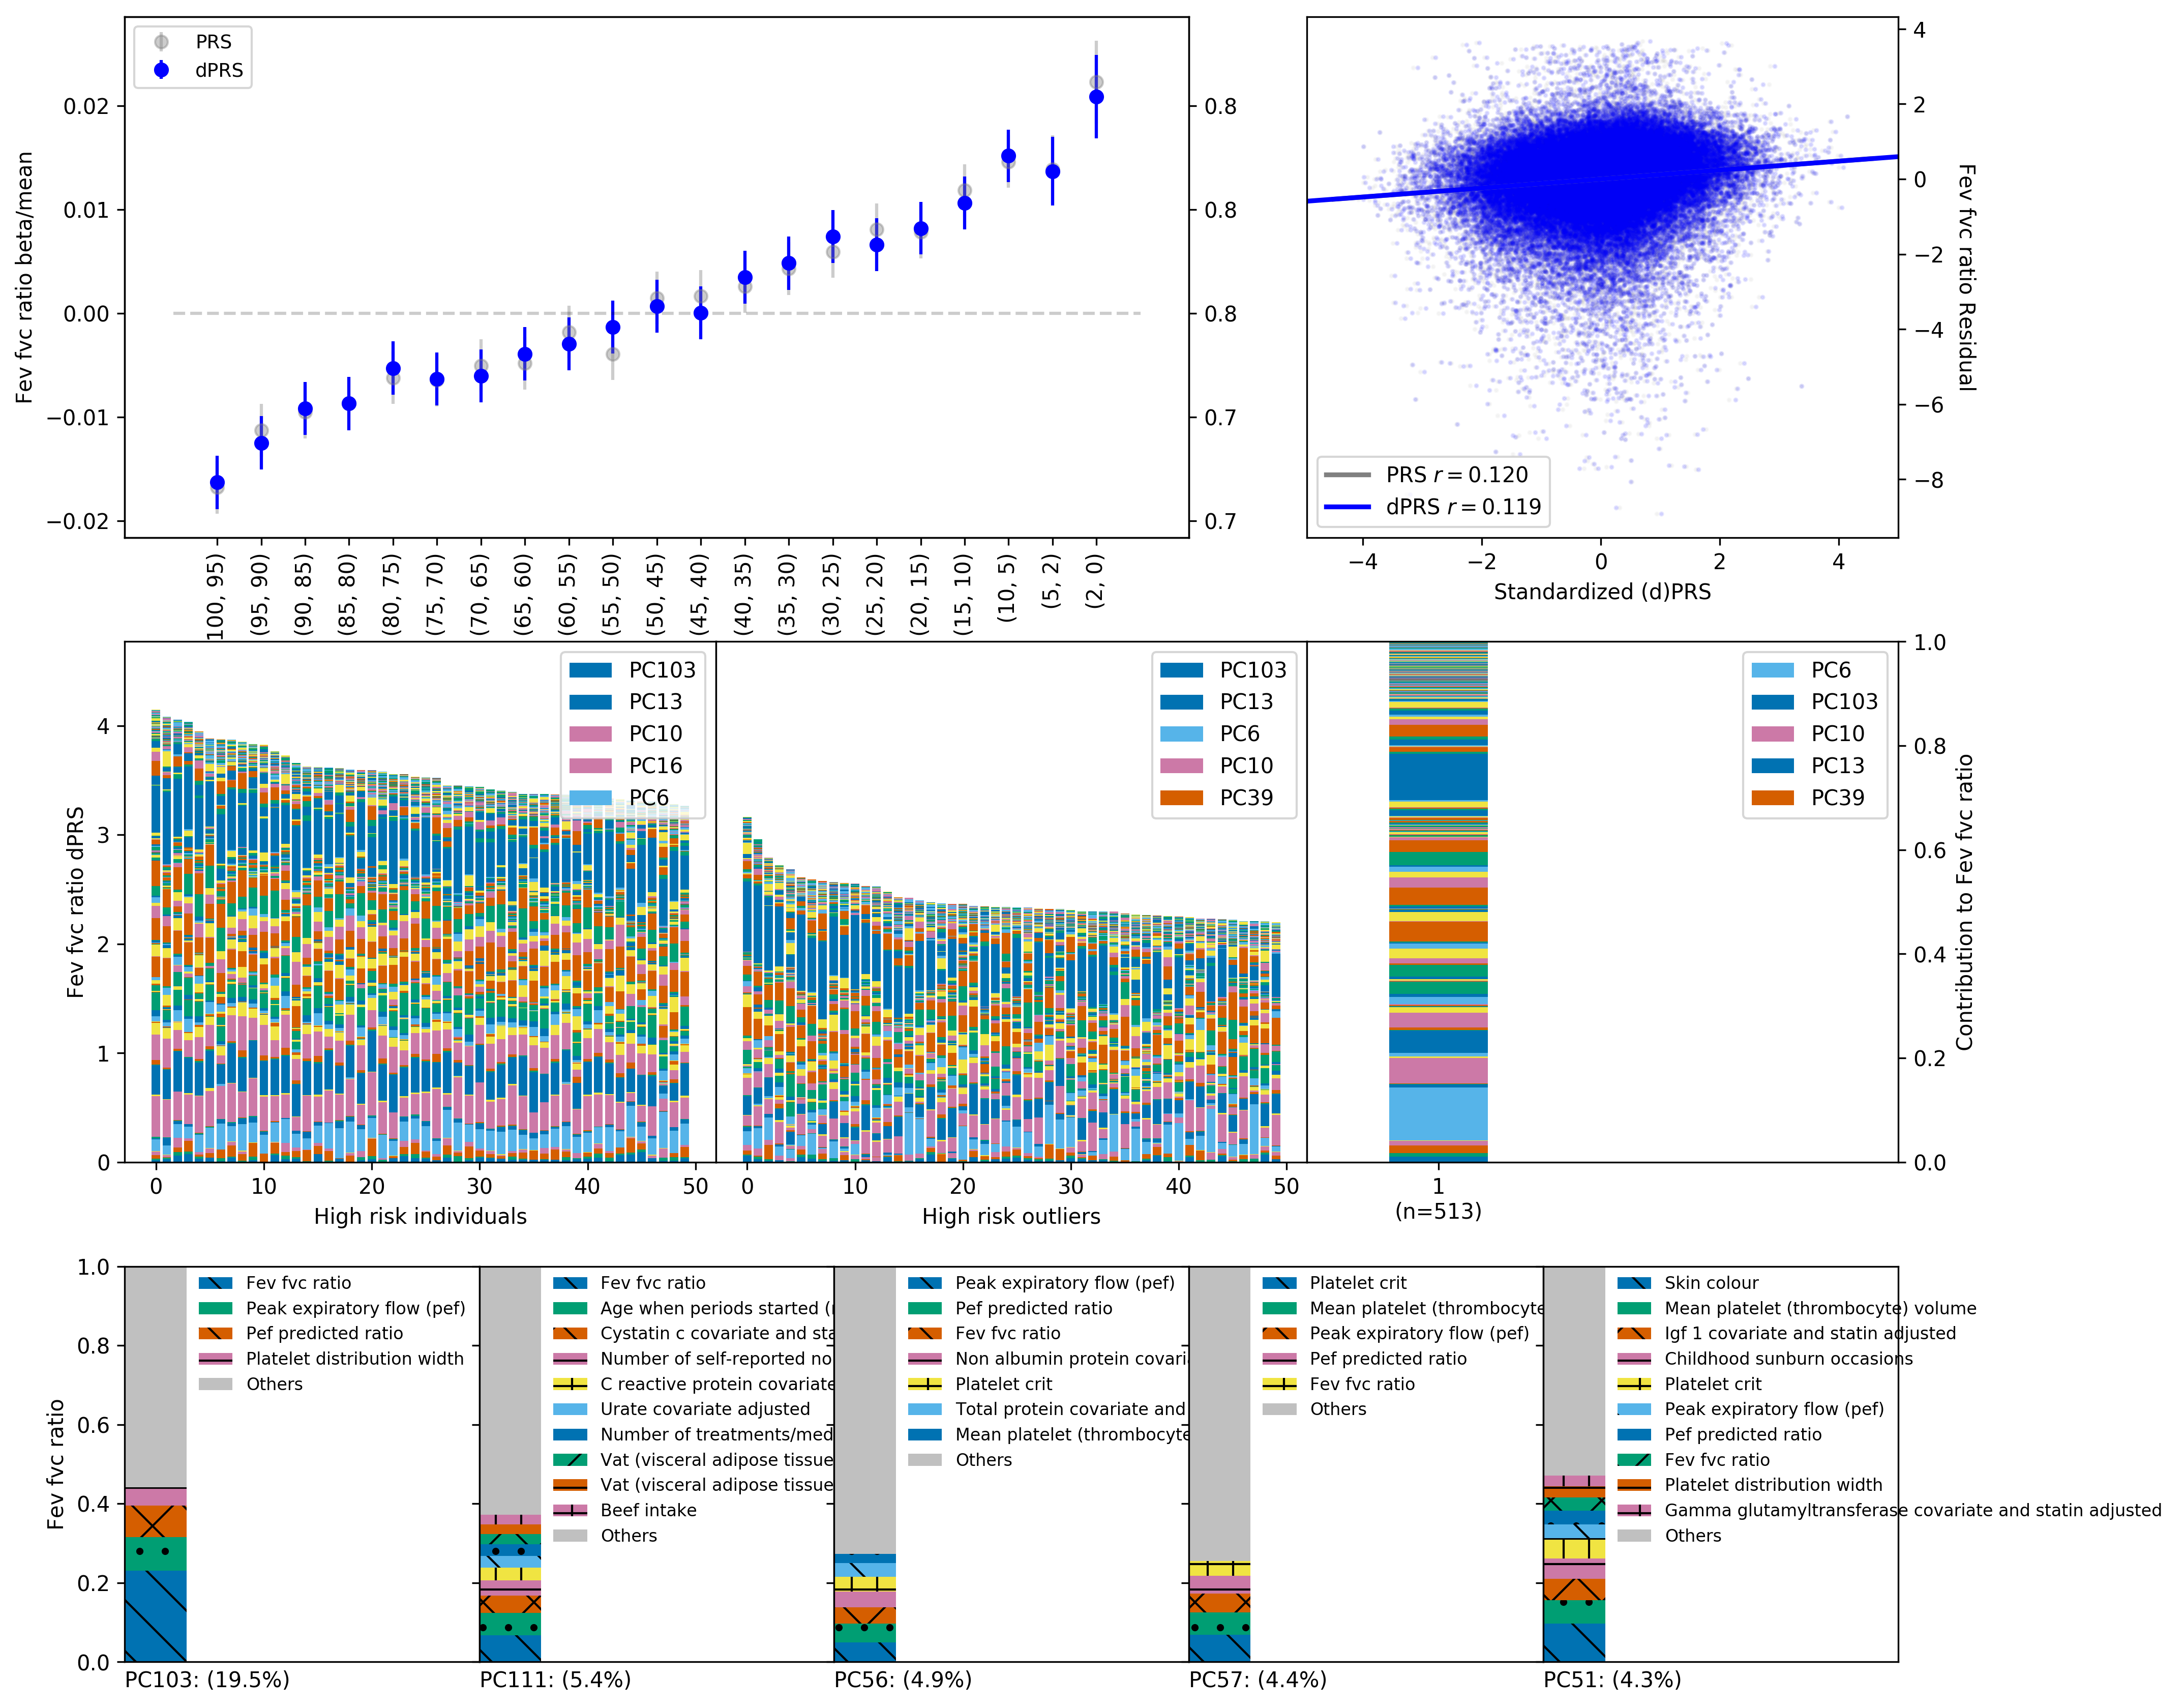 PRS
dPRS
Fev fvc ratio beta/mean
0.02
0.01
0.00
−0.01
−0.02
0.8
0.8
0.8
0.7
0.7
100, 95)
(95, 90)
(90, 85)
(85, 80)
(80, 75)
(75, 70)
(70, 65)
(65, 60)
(60, 55)
(55, 50)
(50, 45)
(45, 40)
(40, 35)
(35, 30)
(30, 25)
(25, 20)
(20, 15)
(15, 10)
(10, 5)
(5, 2)
(2, 0)
4
2
0
−2
−4
−6
−8
Fev fvc ratio Residual
PRS r = 0.120
dPRS r = 0.119
−4 −2 0 2 4
Standardized (d)PRS
Fev fvc ratio dPRS
4
3
2
1
0
PC103
PC13
PC10
PC16
PC6
0 10 20 30 40 50
High risk individuals
PC103
PC13
PC6
PC10
PC39
0 10 20 30 40 50
High risk outliers
PC6
PC103
PC10
PC13
PC39
1
(n=513)
1.0
0.8
0.6
0.4
0.2
0.0
Contribution to Fev fvc ratio
Fev fvc ratio
1.0
0.8
0.6
0.4
0.2
0.0
Fev fvc ratio
Peak expiratory flow (pef)
Pef predicted ratio
Platelet distribution width
Others
PC103: (19.5%)
Fev fvc ratio
Age when periods started (
Cystatin c covariate and sta
Number of self-reported no
C reactive protein covariate
Urate covariate adjusted
Number of treatments/med
Vat (visceral adipose tissue
Vat (visceral adipose tissue
Beef intake
Others
PC111: (5.4%)
Peak expiratory flow (pef)
Pef predicted ratio
Fev fvc ratio
Non albumin protein covari
Platelet crit
Total protein covariate and
Mean platelet (thrombocyte
Others
PC56: (4.9%)
Platelet crit
Mean platelet (thrombocyte
Peak expiratory flow (pef)
Pef predicted ratio
Fev fvc ratio
Others
PC57: (4.4%)
Skin colour
Mean platelet (thrombocyte) volume
Igf 1 covariate and statin adjusted
Childhood sunburn occasions
Platelet crit
Peak expiratory flow (pef)
Pef predicted ratio
Fev fvc ratio
Platelet distribution width
Gamma glutamyltransferase covariate and statin adjusted
Others
PC51: (4.3%)